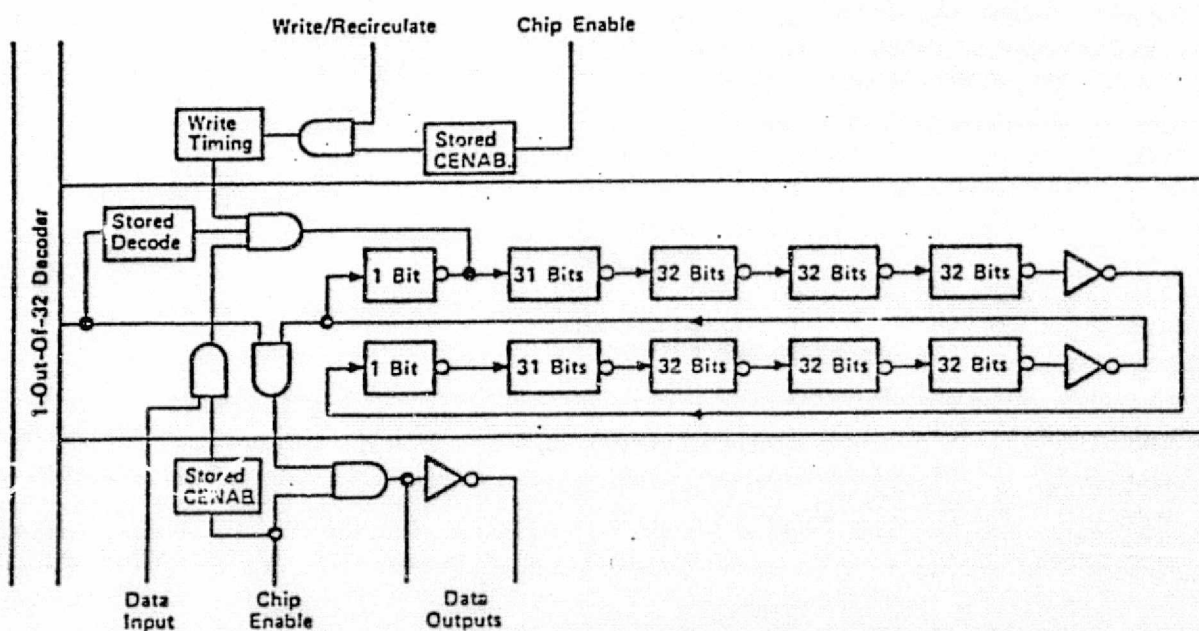 Write/Recirculate
Chip Enable
Write
Timing
Stored
CENAB.
1-Out-Of-32 Decoder
Stored
Decode
1 Bit
31 Bits
32 Bits
32 Bits
32 Bits
1 Bit
31 Bits
32 Bits
32 Bits
32 Bits
Stored
CENAB
Data
Input
Chip
Enable
Data
Outputs